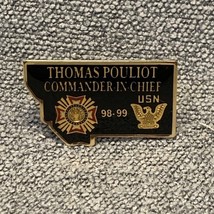 THOMAS POULIOT
COMMANDER IN CHIEF
USN
98-99